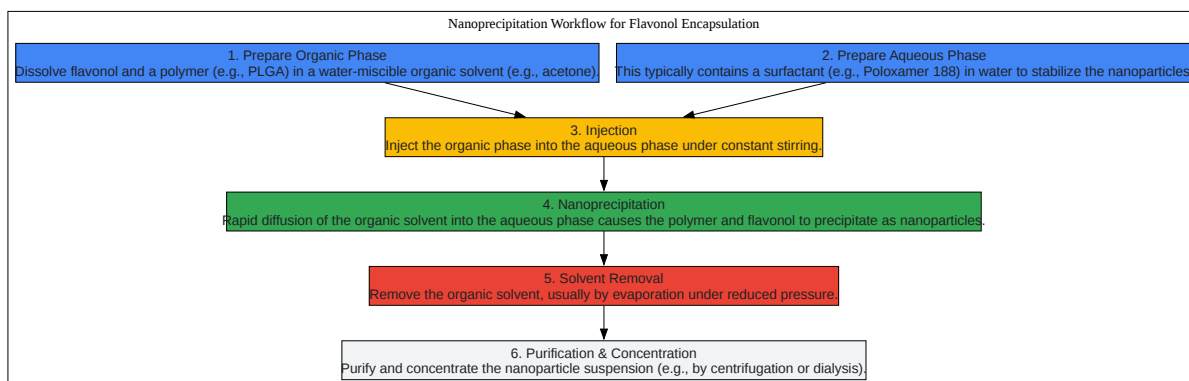 Nanoprecipitation Workflow for Flavonol Encapsulation
1. Prepare Organic Phase
Dissolve flavonol and a polymer (e.g., PLGA) in a water-miscible organic solvent (e.g., acetone).
2. Prepare Aqueous Phase
This typically contains a surfactant (e.g., Poloxamer 188) in water to stabilize the nanoparticles
3. Injection
Inject the organic phase into the aqueous phase under constant stirring.
4. Nanoprecipitation
Rapid diffusion of the organic solvent into the aqueous phase causes the polymer and flavonol to precipitate as nanoparticles.
5. Solvent Removal
Remove the organic solvent, usually by evaporation under reduced pressure.
6. Purification & Concentration
Purify and concentrate the nanoparticle suspension (e.g., by centrifugation or dialysis).